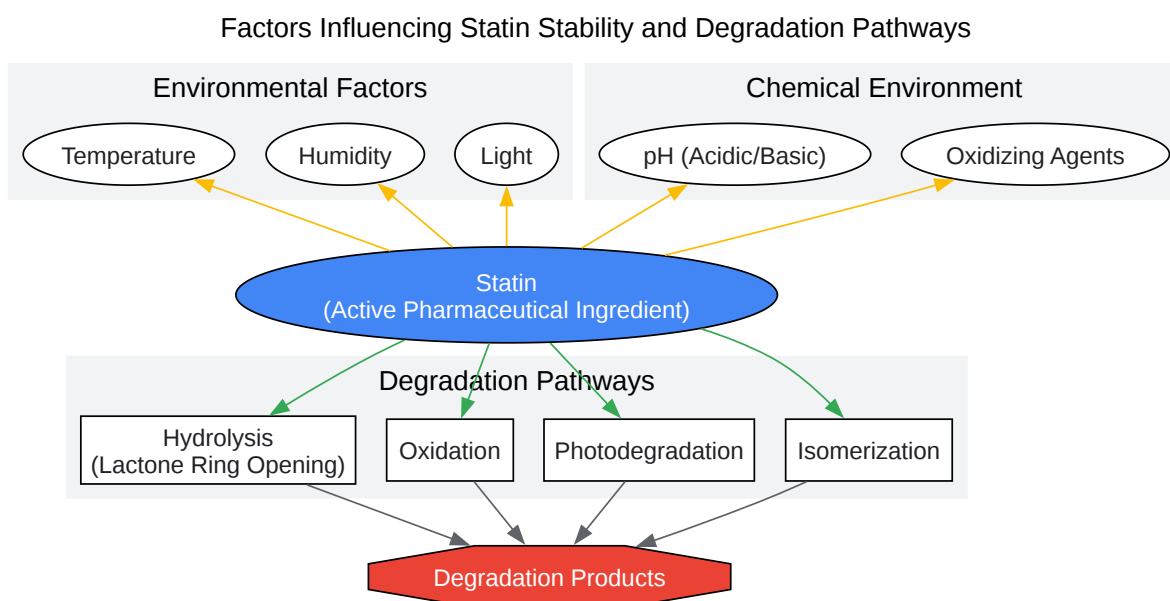 Factors Influencing Statin Stability and Degradation Pathways
Environmental Factors
Chemical Environment
Temperature
Humidity
Light
pH (Acidic/Basic)
Oxidizing Agents
Statin
(Active Pharmaceutical Ingredient)
Degradation Pathways
Hydrolysis
(Lactone Ring Opening)
Oxidation
Photodegradation
Isomerization
Degradation Products